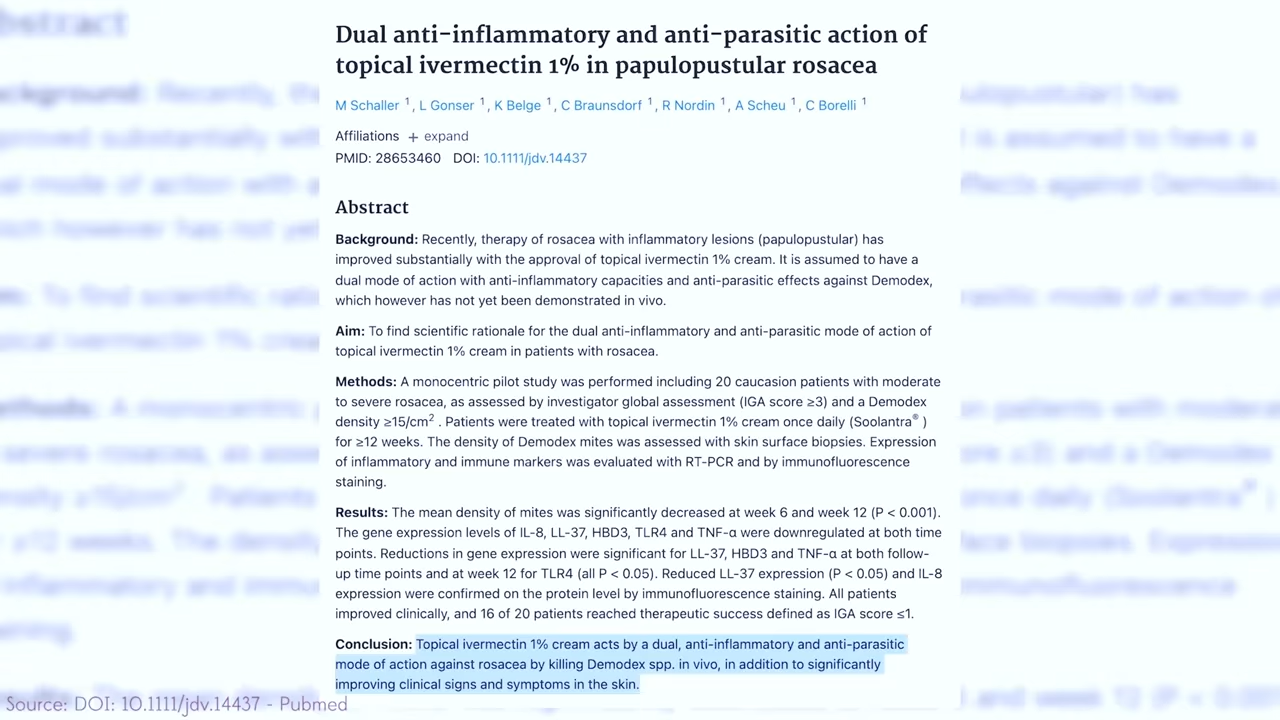 Dual anti-inflammatory and anti-parasitic action of
topical ivermectin 1% in papulopustular rosacea
M Schaller 1, L Gonser 1, K Belge 1, C Braunsdorf 1, R Nordin 1, A Scheu 1, C Borelli 1
Affiliations + expand
PMID: 28653460 DOI: 10.1111/jdv.14437
Abstract
Background: Recently, therapy of rosacea with inflammatory lesions (papulopustular) has
improved substantially with the approval of topical ivermectin 1% cream. It is assumed to have a
dual mode of action with anti-inflammatory capacities and anti-parasitic effects against Demodex,
which however has not yet been demonstrated in vivo.
Aim: To find scientific rationale for the dual anti-inflammatory and anti-parasitic mode of action of
topical ivermectin 1% cream in patients with rosacea.
Methods: A monocentric pilot study was performed including 20 caucasion patients with moderate
to severe rosacea, as assessed by investigator global assessment (IGA score ≥3) and a Demodex
density ≥15/cm2 . Patients were treated with topical ivermectin 1% cream once daily (Soolantra® )
for ≥12 weeks. The density of Demodex mites was assessed with skin surface biopsies. Expression
of inflammatory and immune markers was evaluated with RT-PCR and by immunofluorescence
staining.
Results: The mean density of mites was significantly decreased at week 6 and week 12 (P < 0.001).
The gene expression levels of IL-8, LL-37, HBD3, TLR4 and TNF-α were downregulated at both time
points. Reductions in gene expression were significant for LL-37, HBD3 and TNF-α at both follow-
up time points and at week 12 for TLR4 (all P < 0.05). Reduced LL-37 expression (P < 0.05) and IL-8
expression were confirmed on the protein level by immunofluorescence staining. All patients
improved clinically, and 16 of 20 patients reached therapeutic success defined as IGA score ≤1.
Conclusion: Topical ivermectin 1% cream acts by a dual, anti-inflammatory and anti-parasitic
mode of action against rosacea by killing Demodex spp. in vivo, in addition to significantly
improving clinical signs and symptoms in the skin.
Source: DOI: 10.1111/jdv.14437 - Pubmed